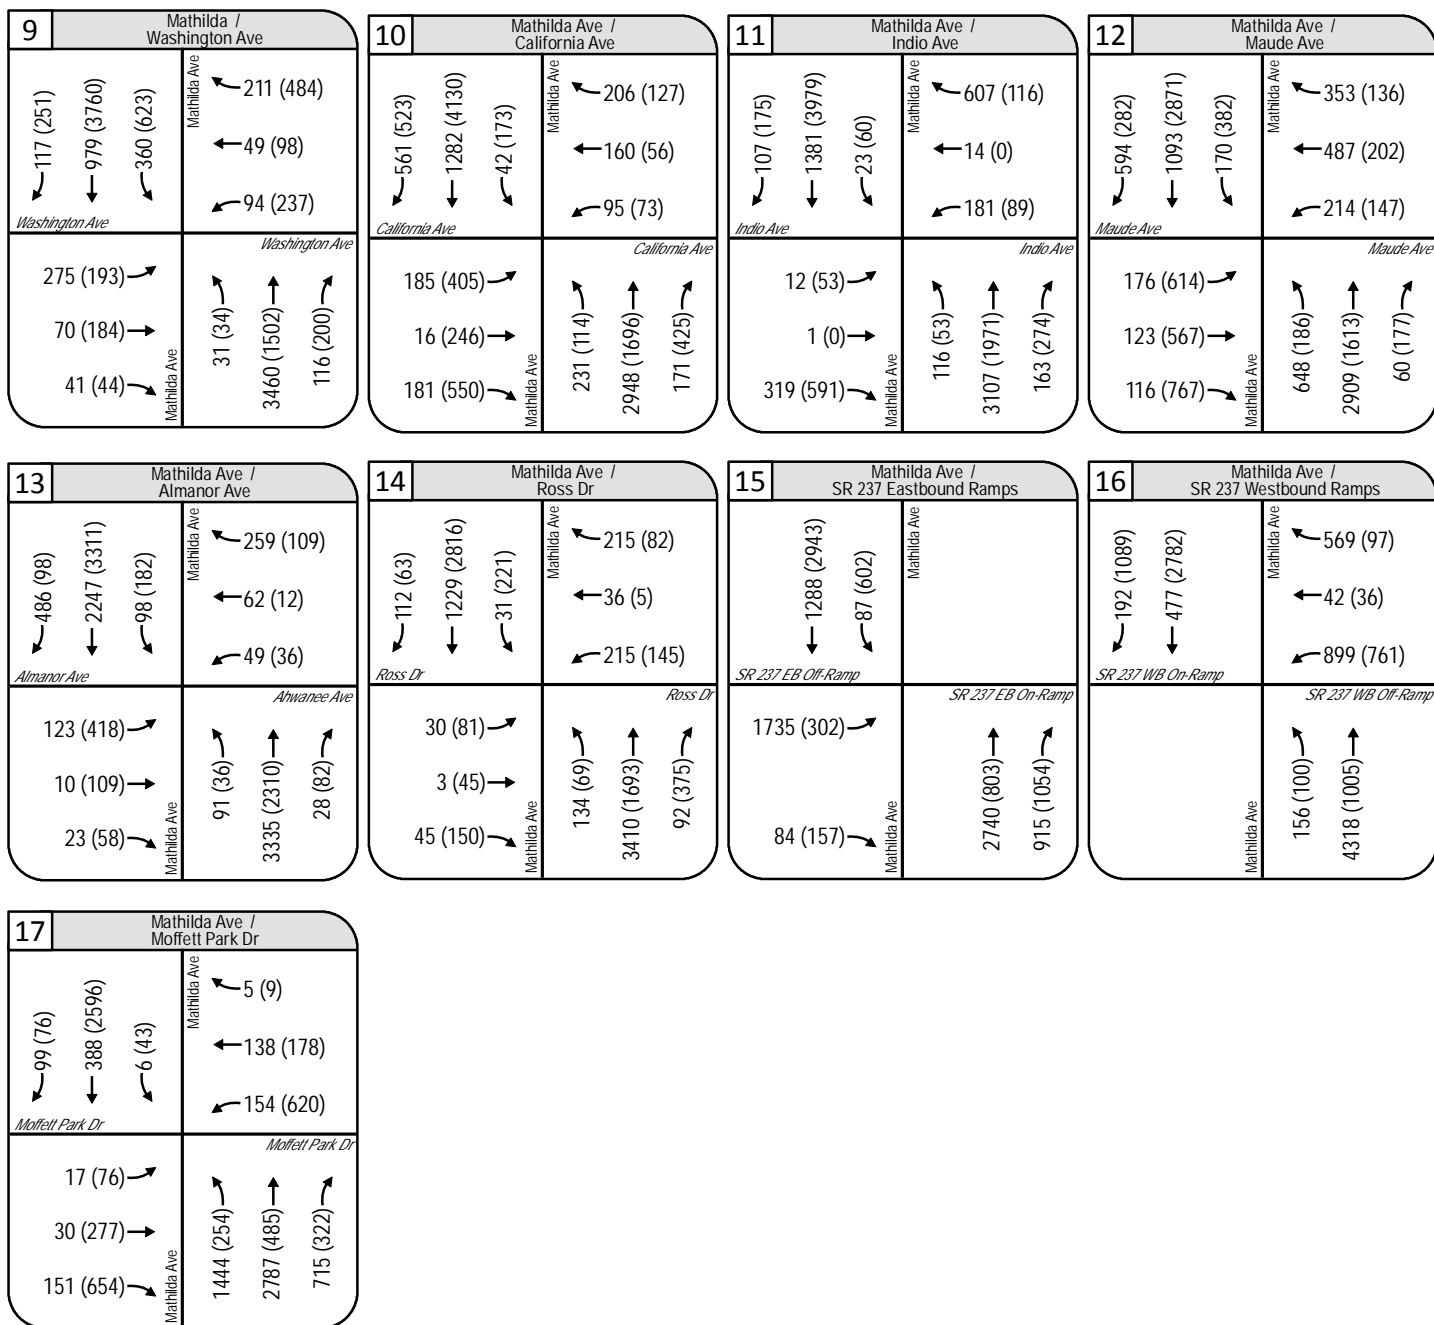 9
Mathilda /
Washington Ave
117 (251)
979 (3760)
360 (623)
Mathilda Ave
211 (484)
49 (98)
94 (237)
Washington Ave
Washington Ave
275 (193)
70 (184)
41 (44)
Mathilda Ave
31 (34)
3460 (1502)
116 (200)
10
Mathilda Ave /
California Ave
561 (523)
1282 (4130)
42 (173)
Mathilda Ave
206 (127)
160 (56)
95 (73)
California Ave
California Ave
185 (405)
16 (246)
181 (550)
Mathilda Ave
231 (114)
2948 (1696)
171 (425)
11
Mathilda Ave /
Indio Ave
107 (175)
1381 (3979)
23 (60)
Mathilda Ave
607 (116)
14 (0)
181 (89)
Indio Ave
Indio Ave
12 (53)
1 (0)
319 (591)
Mathilda Ave
116 (53)
3107 (1971)
163 (274)
12
Mathilda Ave /
Maude Ave
594 (282)
1093 (2871)
170 (382)
Mathilda Ave
353 (136)
487 (202)
214 (147)
Maude Ave
Maude Ave
176 (614)
123 (567)
116 (767)
Mathilda Ave
648 (186)
2909 (1613)
60 (177)
13
Mathilda Ave /
Almanor Ave
486 (98)
2247 (3311)
98 (182)
Mathilda Ave
259 (109)
62 (12)
49 (36)
Almanor Ave
Ahwanee Ave
123 (418)
10 (109)
23 (58)
Mathilda Ave
91 (36)
3335 (2310)
28 (82)
14
Mathilda Ave /
Ross Dr
112 (63)
1229 (2816)
31 (221)
Mathilda Ave
215 (82)
36 (5)
215 (145)
Ross Dr
Ross Dr
30 (81)
3 (45)
45 (150)
Mathilda Ave
134 (69)
3410 (1693)
92 (375)
15
Mathilda Ave /
SR 237 Eastbound Ramps
1288 (2943)
87 (602)
Mathilda Ave
SR 237 EB Off-Ramp
SR 237 EB On-Ramp
1735 (302)
84 (157)
Mathilda Ave
2740 (803)
915 (1054)
16
Mathilda Ave /
SR 237 Westbound Ramps
192 (1089)
477 (2782)
Mathilda Ave
569 (97)
42 (36)
899 (761)
SR 237 WB On-Ramp
SR 237 WB Off-Ramp
Mathilda Ave
156 (100)
4318 (1005)
17
Mathilda Ave /
Moffett Park Dr
99 (76)
388 (2596)
6 (43)
Mathilda Ave
5 (9)
138 (178)
154 (620)
Moffett Park Dr
Moffett Park Dr
17 (76)
30 (277)
151 (654)
Mathilda Ave
1444 (254)
2787 (485)
715 (322)